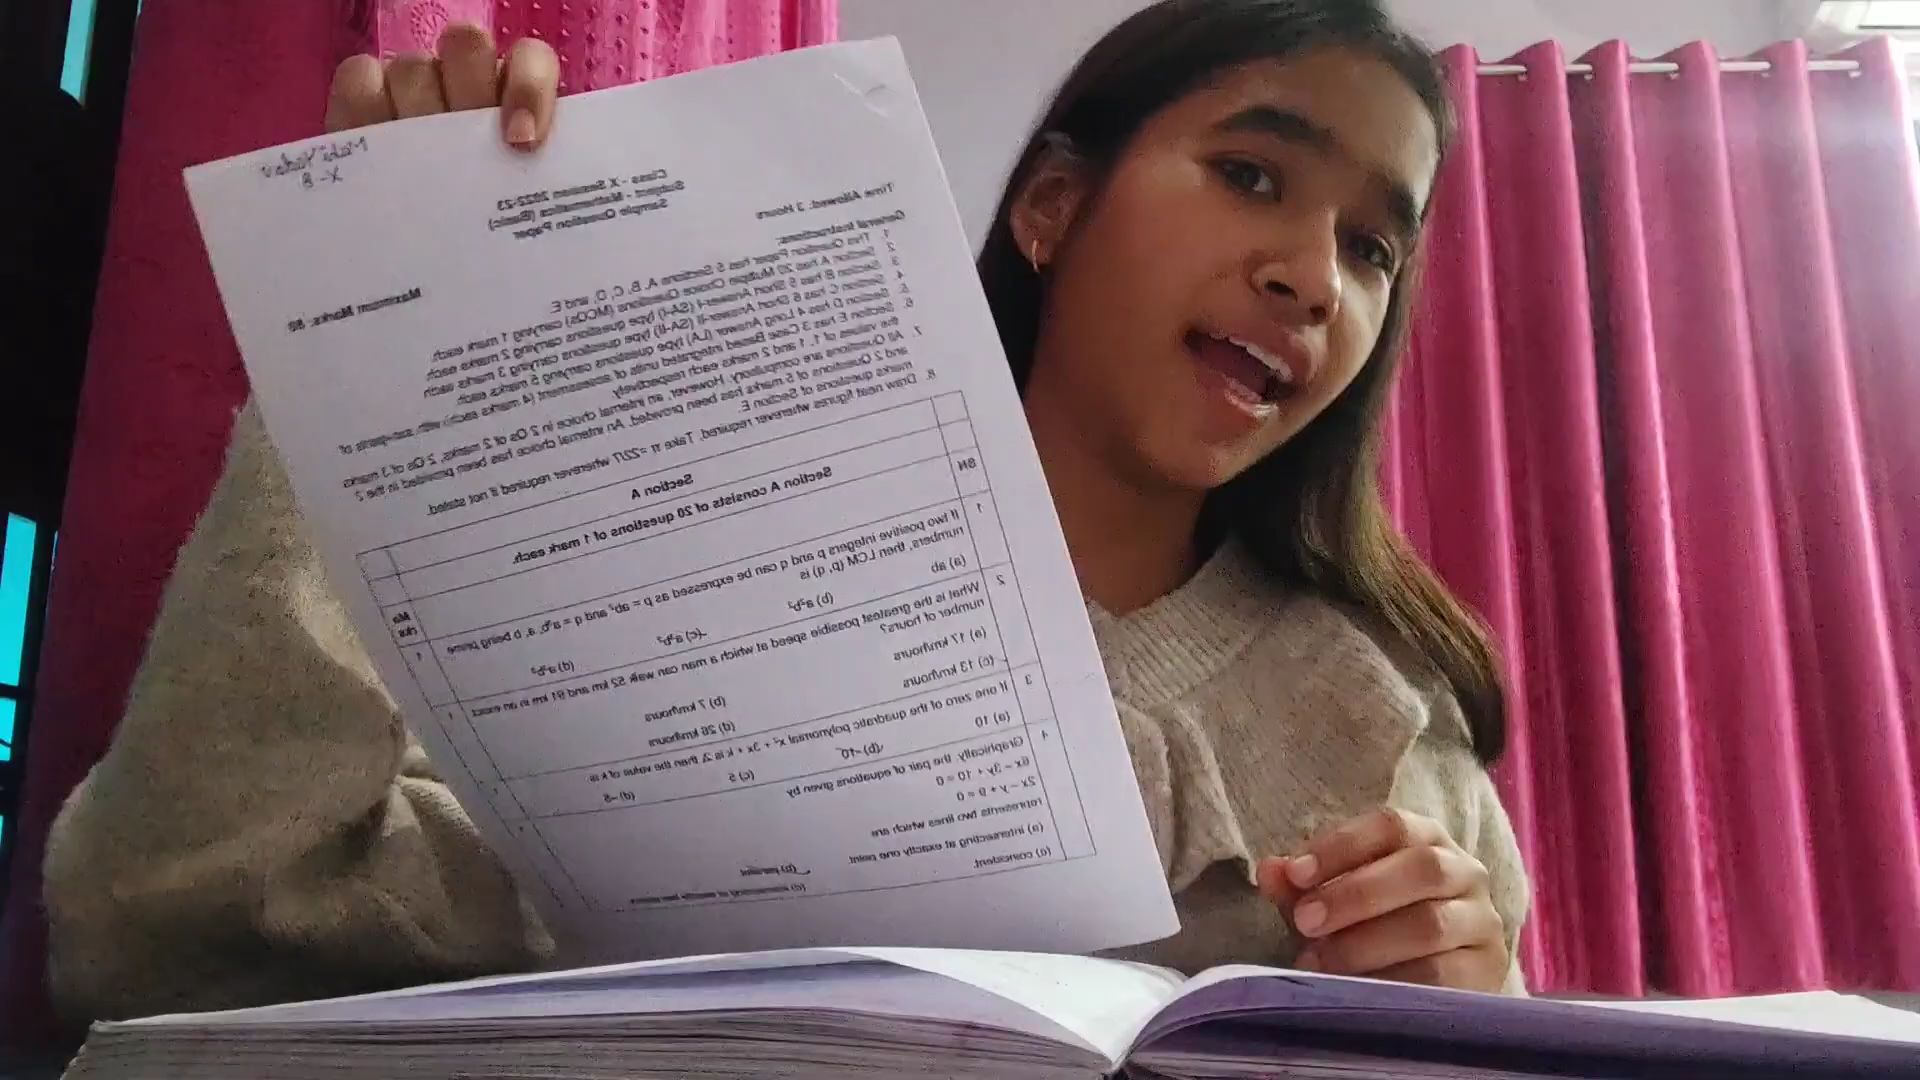 X - B
Class - X Session 2022-23
Subject - Mathematics (Basic)
Sample Question Paper
Time Allowed: 3 Hours
Maximum Marks: 80
General Instructions:
1. This Question Paper has 5 Sections A, B, C, D, and E.
2. Section A has 20 Multiple Choice Questions (MCQs) carrying 1 mark each.
3. Section B has 5 Short Answer-I (SA-I) type questions carrying 2 marks each.
4. Section C has 6 Short Answer-II (SA-II) type questions carrying 3 marks each.
5. Section D has 4 Long Answer (LA) type questions carrying 5 marks each.
6. Section E has 3 Case Based integrated units of assessment (4 marks each) with sub-parts of
the values of 1, 1 and 2 marks each respectively.
7. All Questions are compulsory. However, an internal choice in 2 Qs of 2 marks, 2 Qs of 3 marks
and 2 Questions of 5 marks has been provided. An internal choice has been provided in the 2
marks questions of Section E.
8. Draw neat figures wherever required. Take π =22/7 wherever required if not stated.
Section A
Section A consists of 20 questions of 1 mark each.
SN Ma
rks
1 If two positive integers p and q can be expressed as p = ab² and q = a³b, a, b being prime 1
numbers, then LCM (p, q) is
(a) ab (b) a²b² (c) a³b² (d) a³b³
2 What is the greatest possible speed at which a man can walk 52 km and 91 km in an exact 1
number of hours?
(a) 17 km/hours (b) 7 km/hours
(c) 13 km/hours (d) 26 km/hours
3 If one zero of the quadratic polynomial x² + 3x + k is 2, then the value of k is 1
(a) 10 (b) -10 (c) 5 (d) -5
4 Graphically, the pair of equations given by 1
6x – 3y + 10 = 0
2x – y + 9 = 0
represents two lines which are
(a) intersecting at exactly one point. (b) parallel.
(c) coincident.